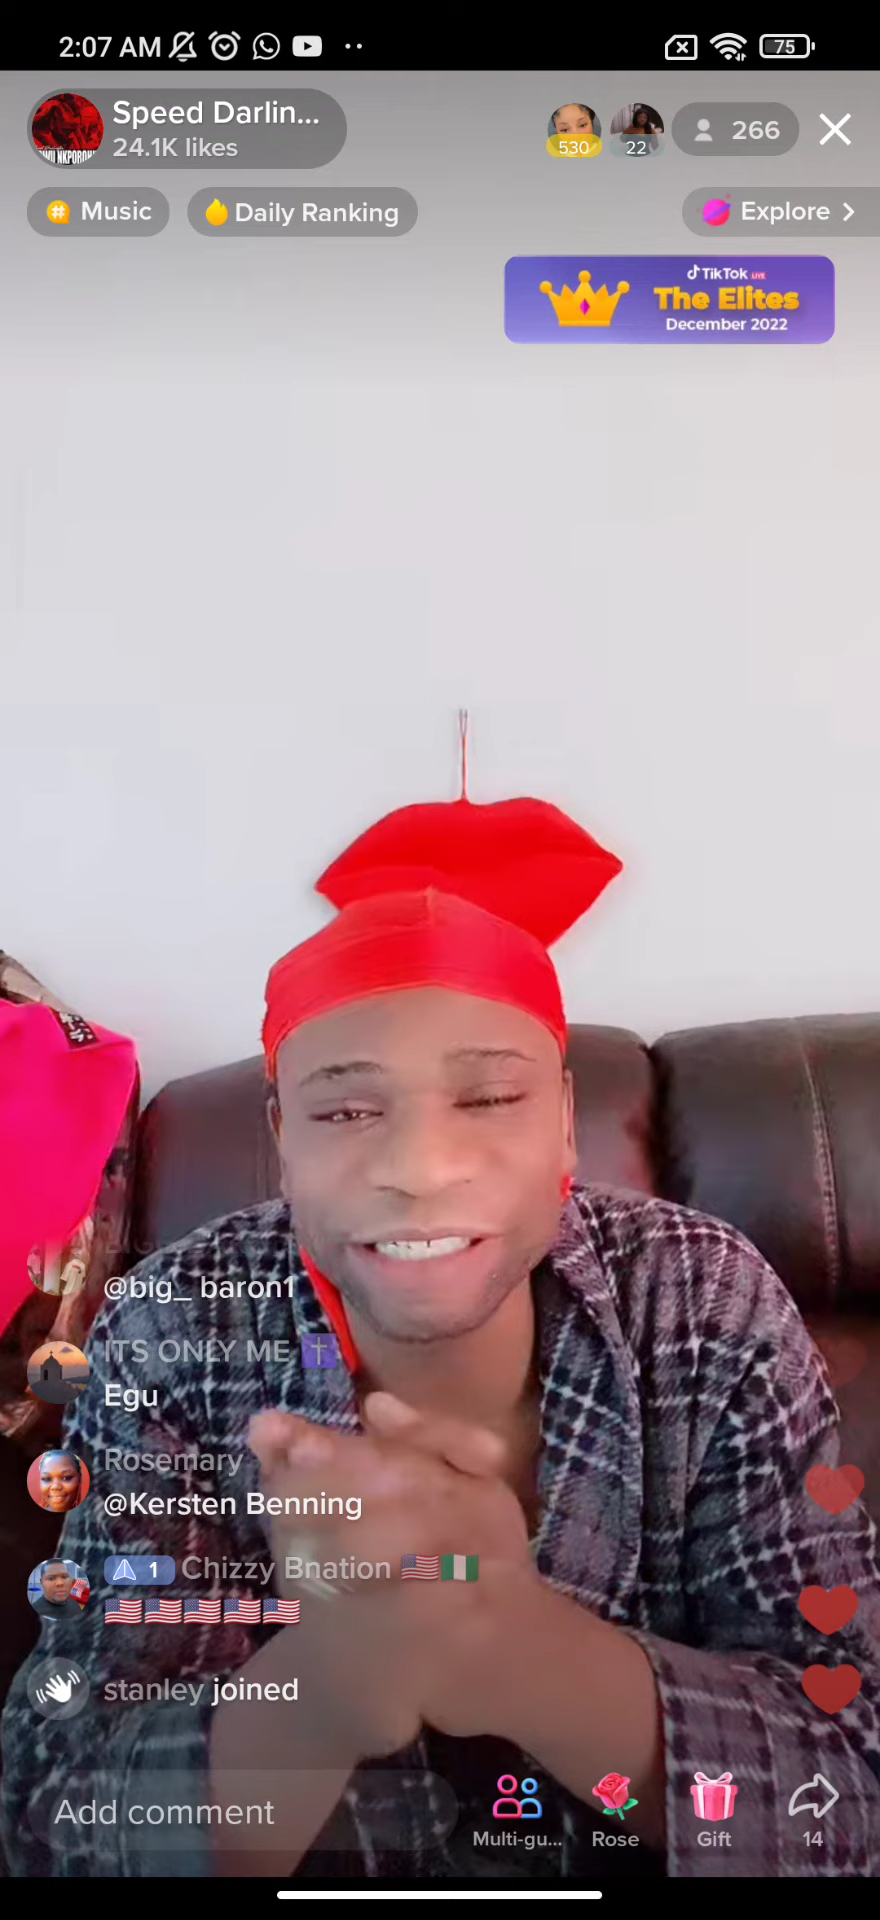 2:07 AM
75
Speed Darlin...
24.1K likes
530
22
266
Music
Daily Ranking
Explore
TikTok LIVE
The Elites
December 2022
@big_ baron1
ITS ONLY ME
Egu
Rosemary
@Kersten Benning
1 Chizzy Bnation 🇺🇸🇳🇬
🇺🇸🇺🇸🇺🇸🇺🇸🇺🇸
stanley joined
Add comment
Multi-gu...
Rose
Gift
14